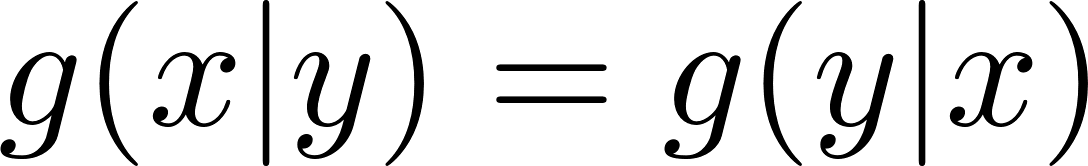 g(x|y) = g(y|x)